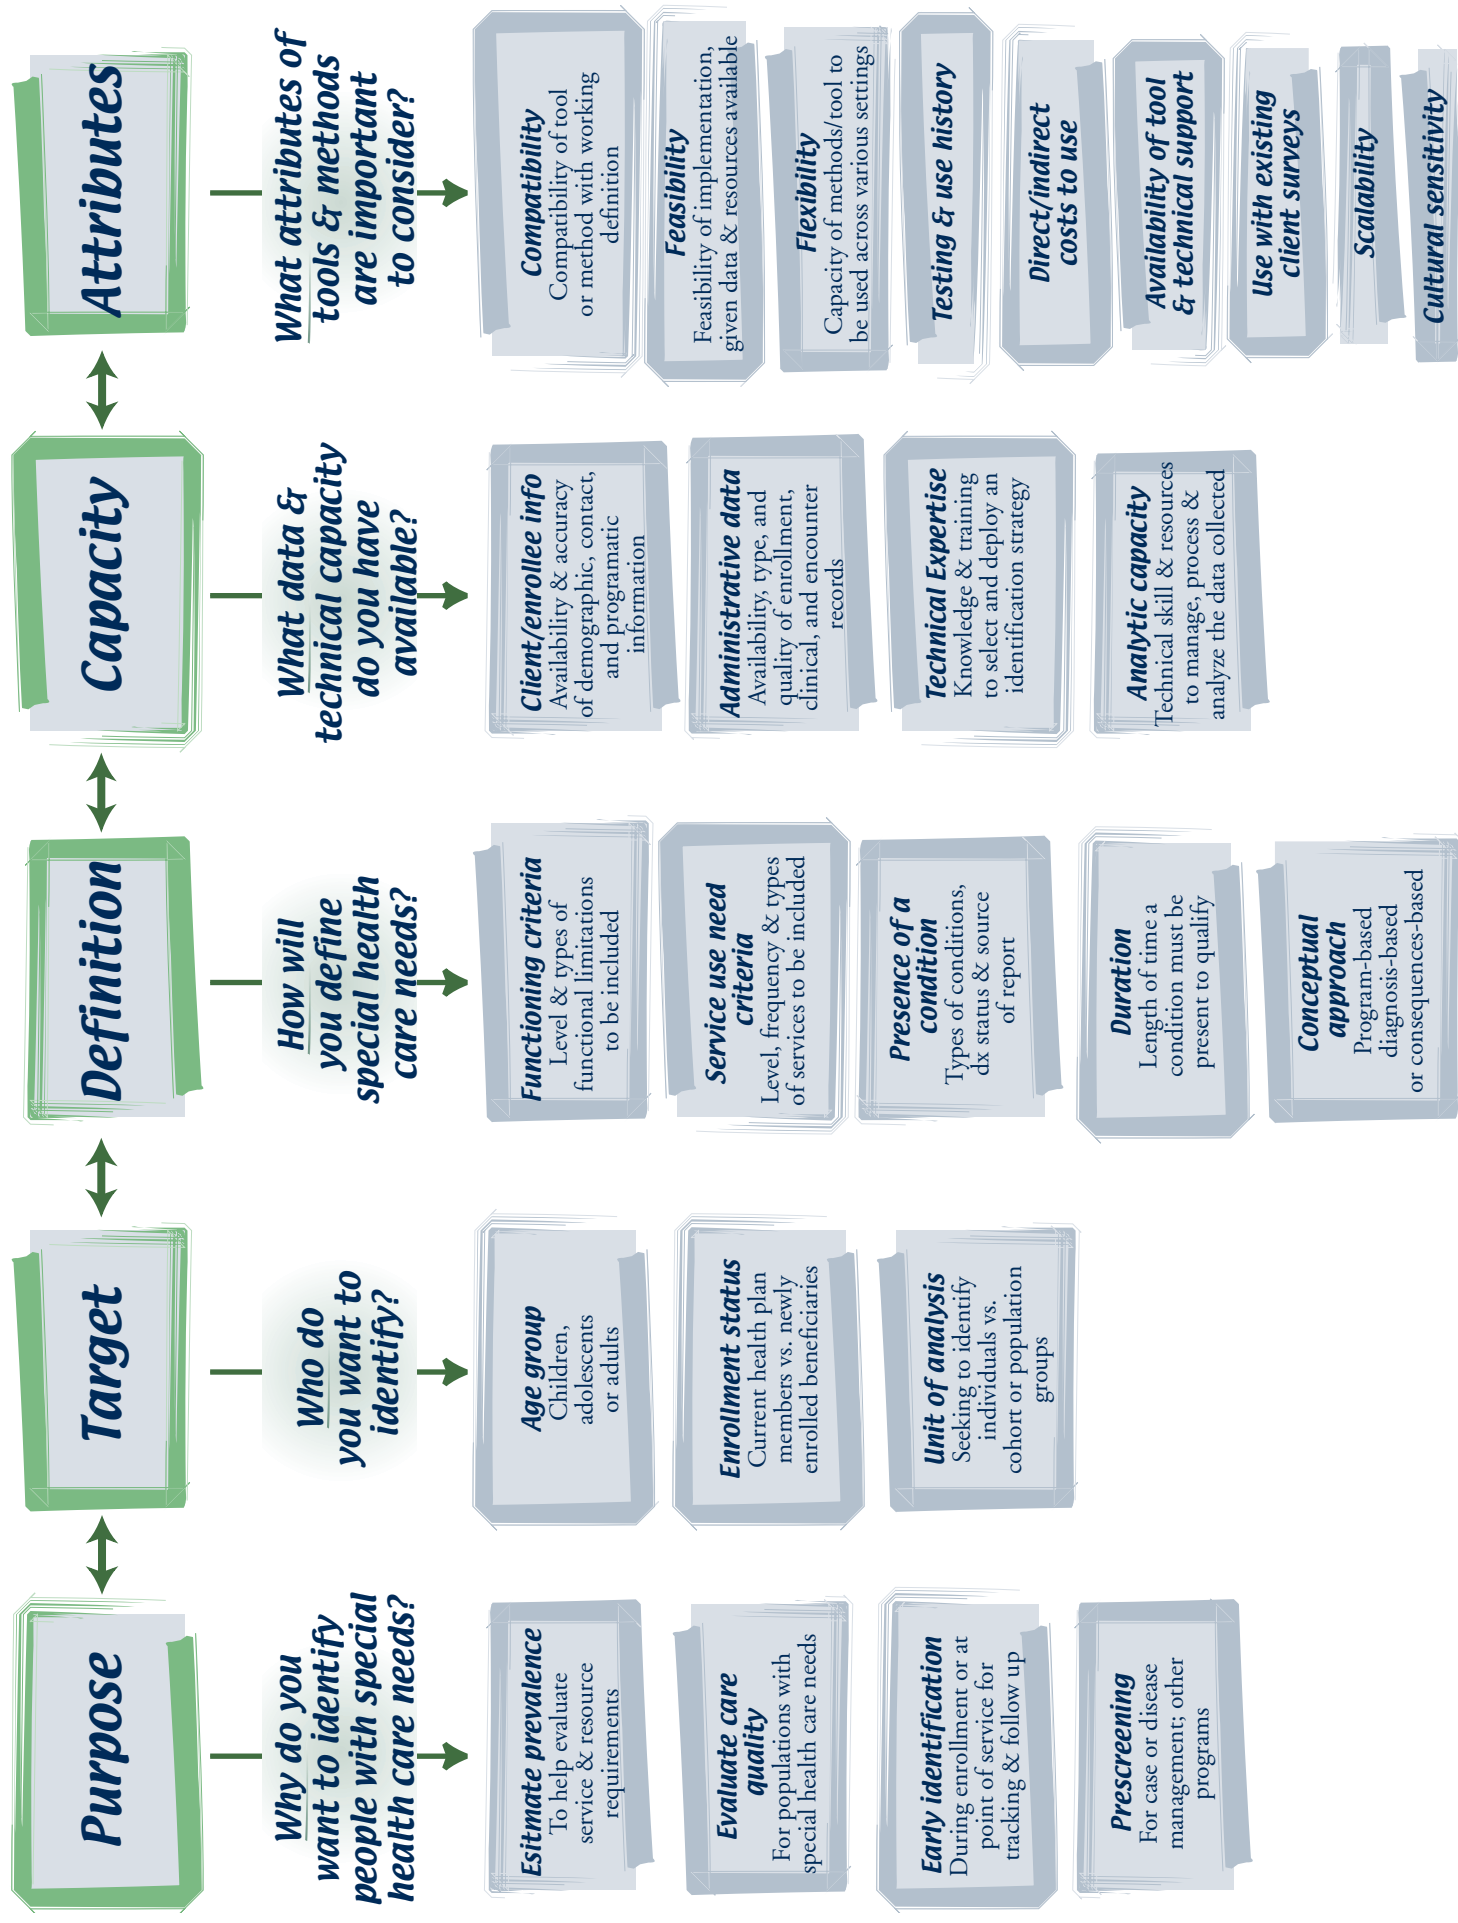 Purpose
Why do you
want to identify
people with special
health care needs?
Esitmate prevalence
To help evaluate
service & resource
requirements
Evaluate care
quality
For populations with
special health care needs
Early identification
During enrollment or at
point of service for
tracking & follow up
Prescreening
For case or disease
management; other
programs
Target
Who do
you want to
identify?
Age group
Children,
adolescents
or adults
Enrollment status
Current health plan
members vs. newly
enrolled beneficiaries
Unit of analysis
Seeking to identify
individuals vs.
cohort or population
groups
Definition
How will
you define
special health
care needs?
Functioning criteria
Level & types of
functional limitations
to be included
Service use need
criteria
Level, frequency & types
of services to be included
Presence of a
condition
Types of conditions,
dx status & source
of report
Duration
Length of time a
condition must be
present to qualify
Conceptual
approach
Program-based
diagnosis-based
or consequences-based
Capacity
What data &
technical capacity
do you have
available?
Client/enrollee info
Availability & accuracy
of demographic, contact,
and programatic
information
Administrative data
Availability, type, and
quality of enrollment,
clinical, and encounter
records
Technical Expertise
Knowledge & training
to select and deploy an
identification strategy
Analytic capacity
Technical skill & resources
to manage, process &
analyze the data collected
Attributes
What attributes of
tools & methods
are important
to consider?
Compatibility
Compatibility of tool
or method with working
definition
Feasibility
Feasibility of implementation,
given data & resources available
Flexibility
Capacity of methods/tool to
be used across various settings
Testing & use history
Direct/indirect
costs to use
Availability of tool
& technical support
Use with existing
client surveys
Scalability
Cultural sensitivity